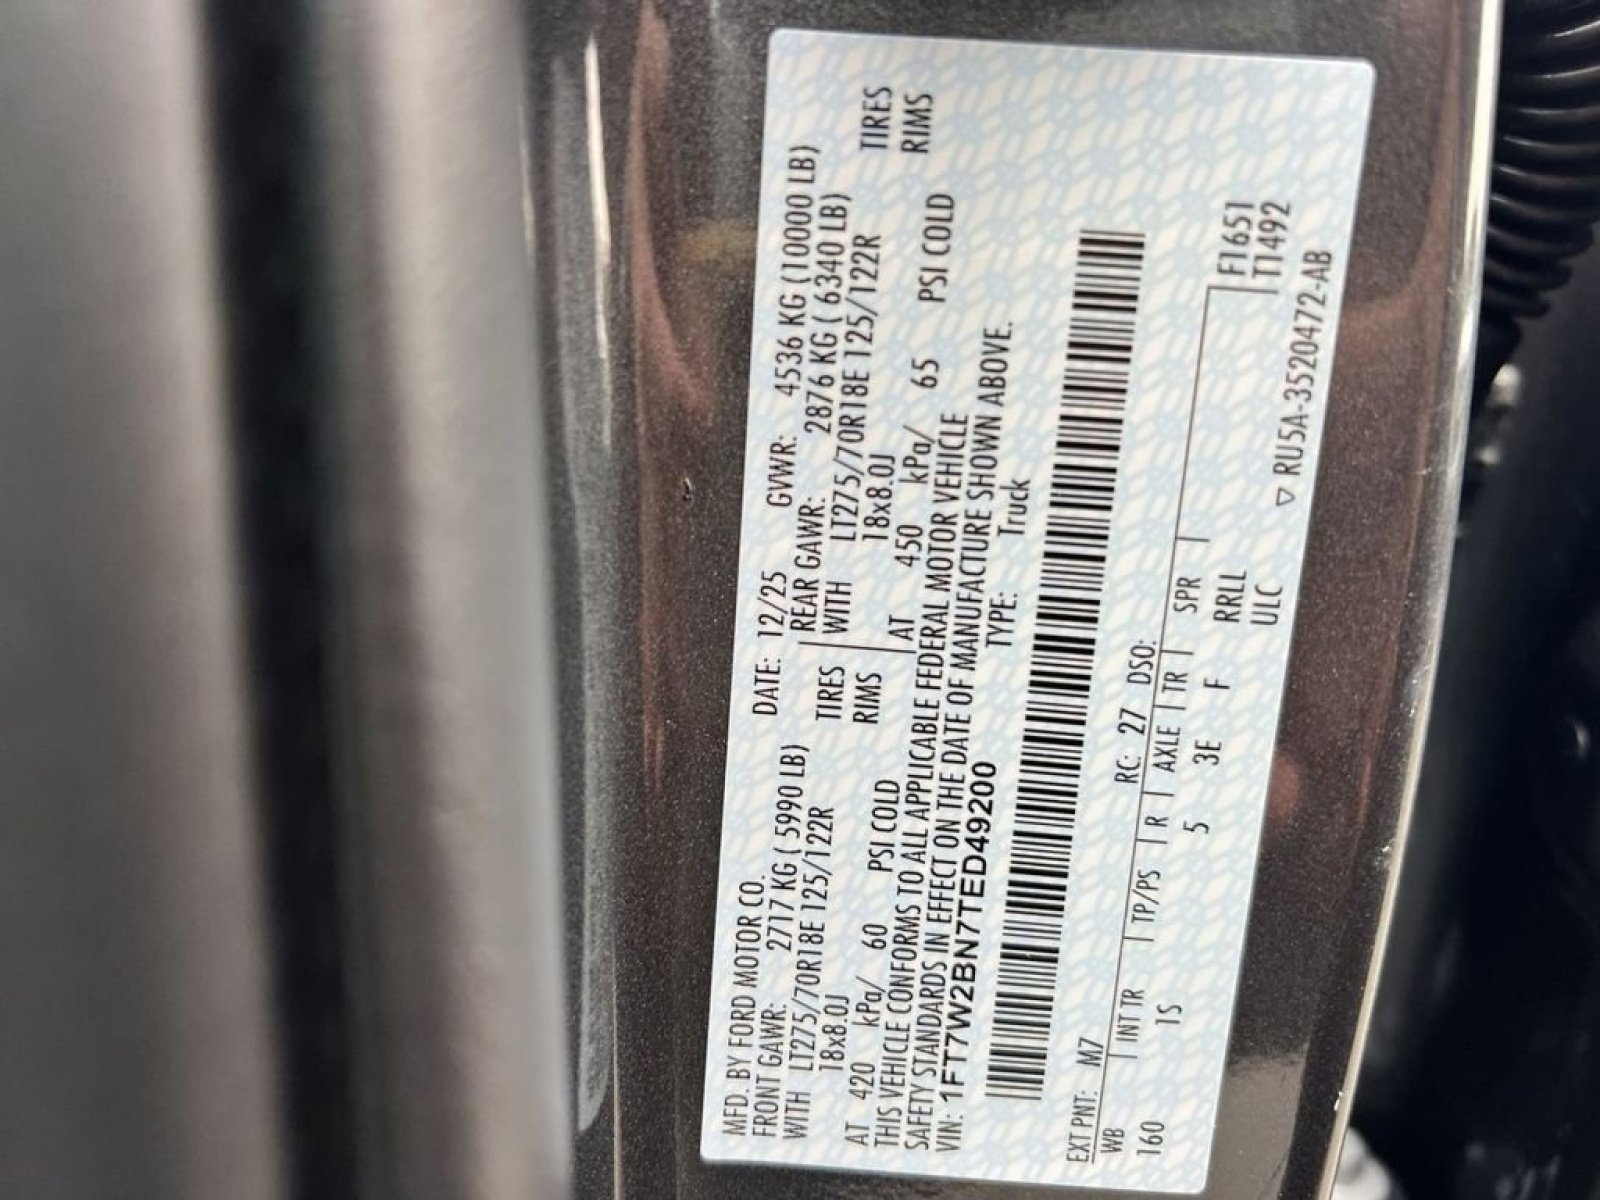 MFD. BY FORD MOTOR CO.
DATE: 12/25 GVWR: 4536 KG (10000 LB)
FRONT GAWR: 2717 KG ( 5990 LB) REAR GAWR: 2876 KG ( 6340 LB)
WITH LT275/70R18E 125/122R TIRES WITH LT275/70R18E 125/122R TIRES
18x8.0J RIMS 18x8.0J RIMS
AT 420 kPa/ 60 PSI COLD AT 450 kPa/ 65 PSI COLD
THIS VEHICLE CONFORMS TO ALL APPLICABLE FEDERAL MOTOR VEHICLE
SAFETY STANDARDS IN EFFECT ON THE DATE OF MANUFACTURE SHOWN ABOVE.
VIN: 1FT7W2BN7TED49200 TYPE: Truck
EXT PNT: M7 RC: 27 DSO:
WB INT TR TP/PS R AXLE TR SPR
160 IS 5 3E F RRLL
ULC
F1651
T1492
▽ RU5A-3520472-AB